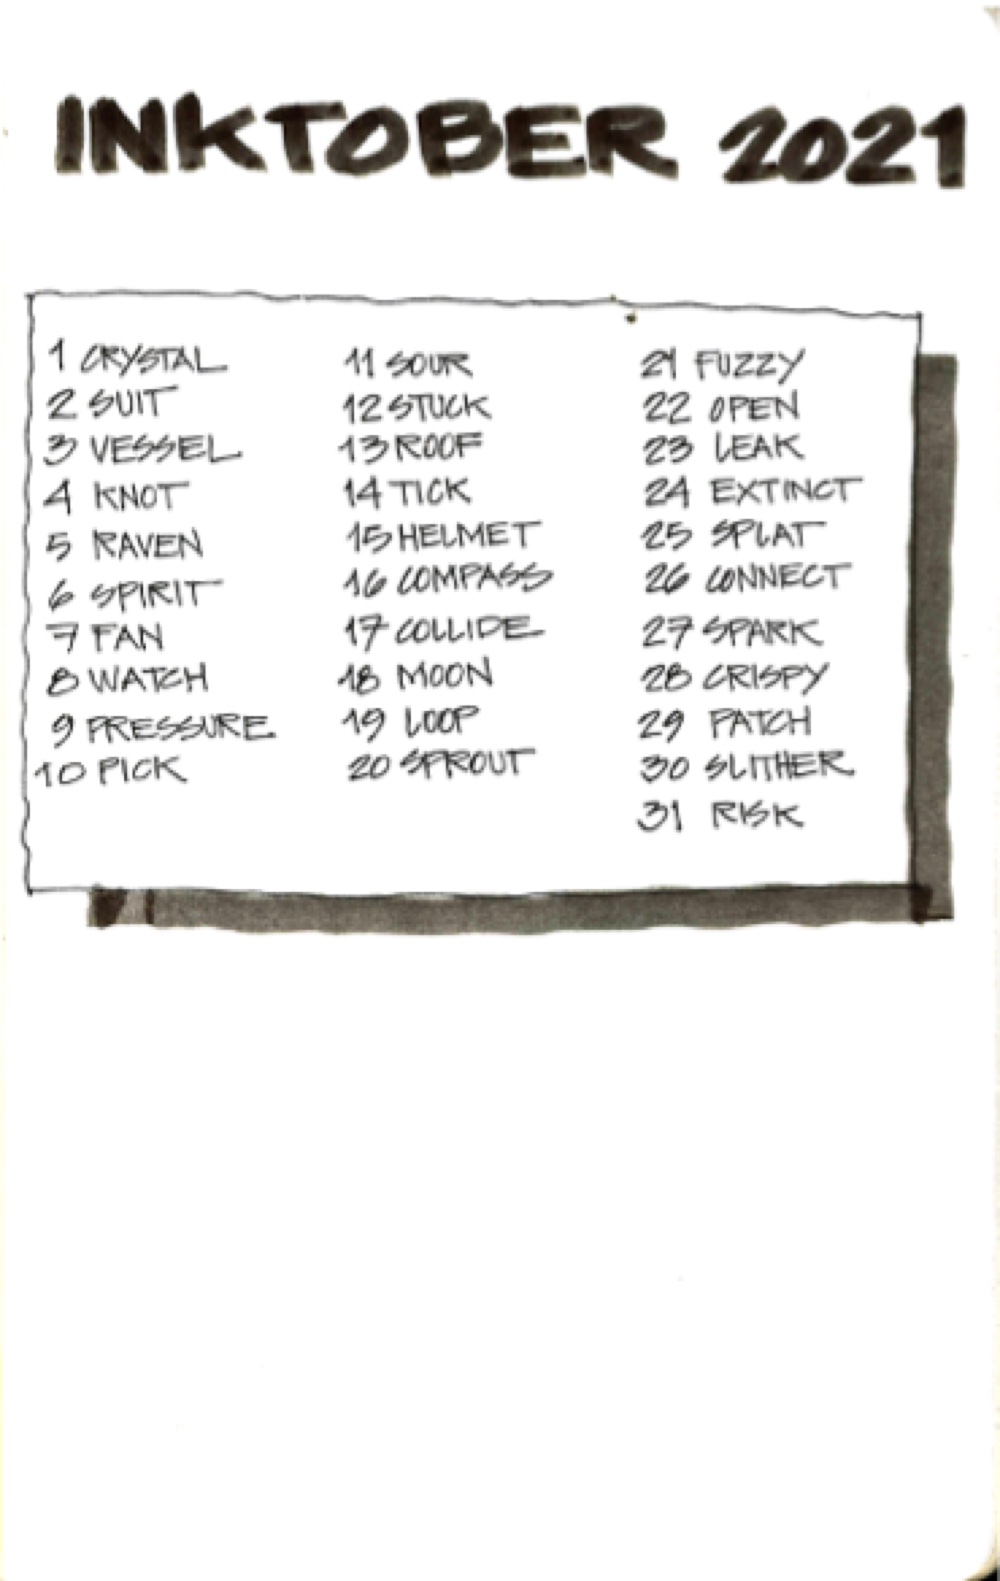 INKTOBER 2021
1 CRYSTAL
2 SUIT
3 VESSEL
4 KNOT
5 RAVEN
6 SPIRIT
7 FAN
8 WATCH
9 PRESSURE
10 PICK
11 SOUR
12 STUCK
13 ROOF
14 TICK
15 HELMET
16 COMPASS
17 COLLIDE
18 MOON
19 LOOP
20 SPROUT
21 FUZZY
22 OPEN
23 LEAK
24 EXTINCT
25 SPLAT
26 CONNECT
27 SPARK
28 CRISPY
29 PATCH
30 SLITHER
31 RISK